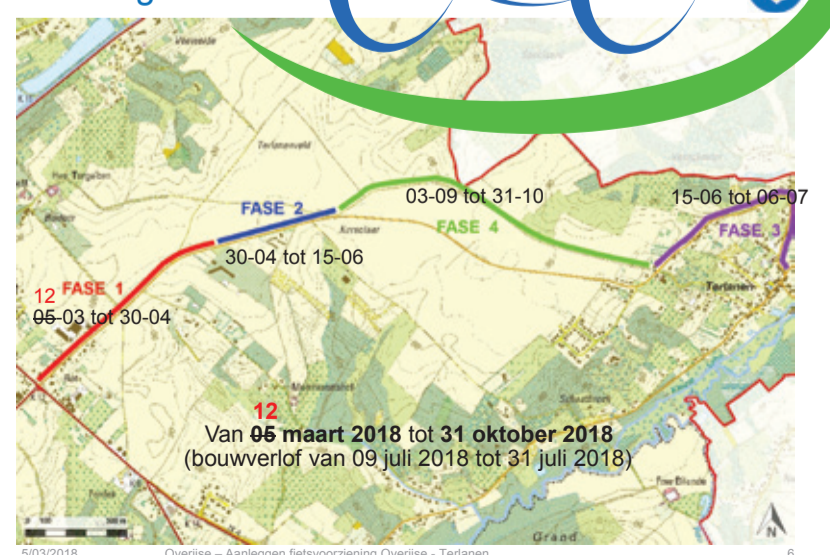 Terlanenveld
03-09 tot 31-10
15-06 tot 06-07
FASE 2
FASE 4
FASE 3
30-04 tot 15-06
Terlanen
12
FASE 1
05-03 tot 30-04
12
Van 05 maart 2018 tot 31 oktober 2018
(bouwverlof van 09 juli 2018 tot 31 juli 2018)
Grand
N
5/03/2018
Overijse – Aanleggen fietsvoorziening Overijse - Terlanen
6